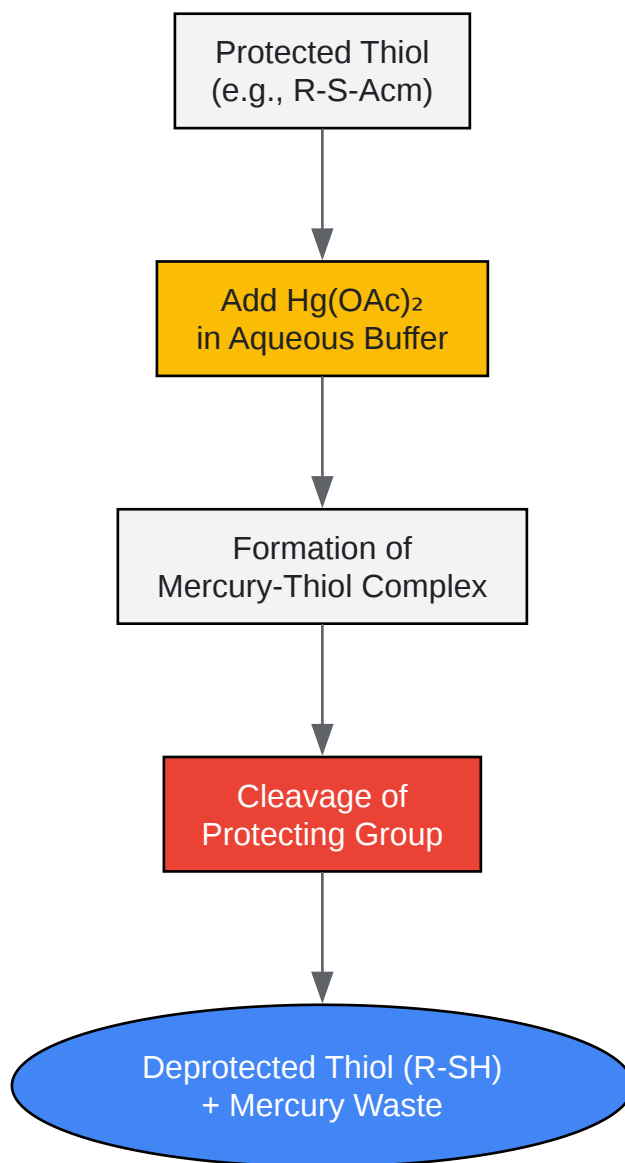 Protected Thiol
(e.g., R-S-Acm)
Add Hg(OAc)₂
in Aqueous Buffer
Formation of
Mercury-Thiol Complex
Cleavage of
Protecting Group
Deprotected Thiol (R-SH)
+ Mercury Waste